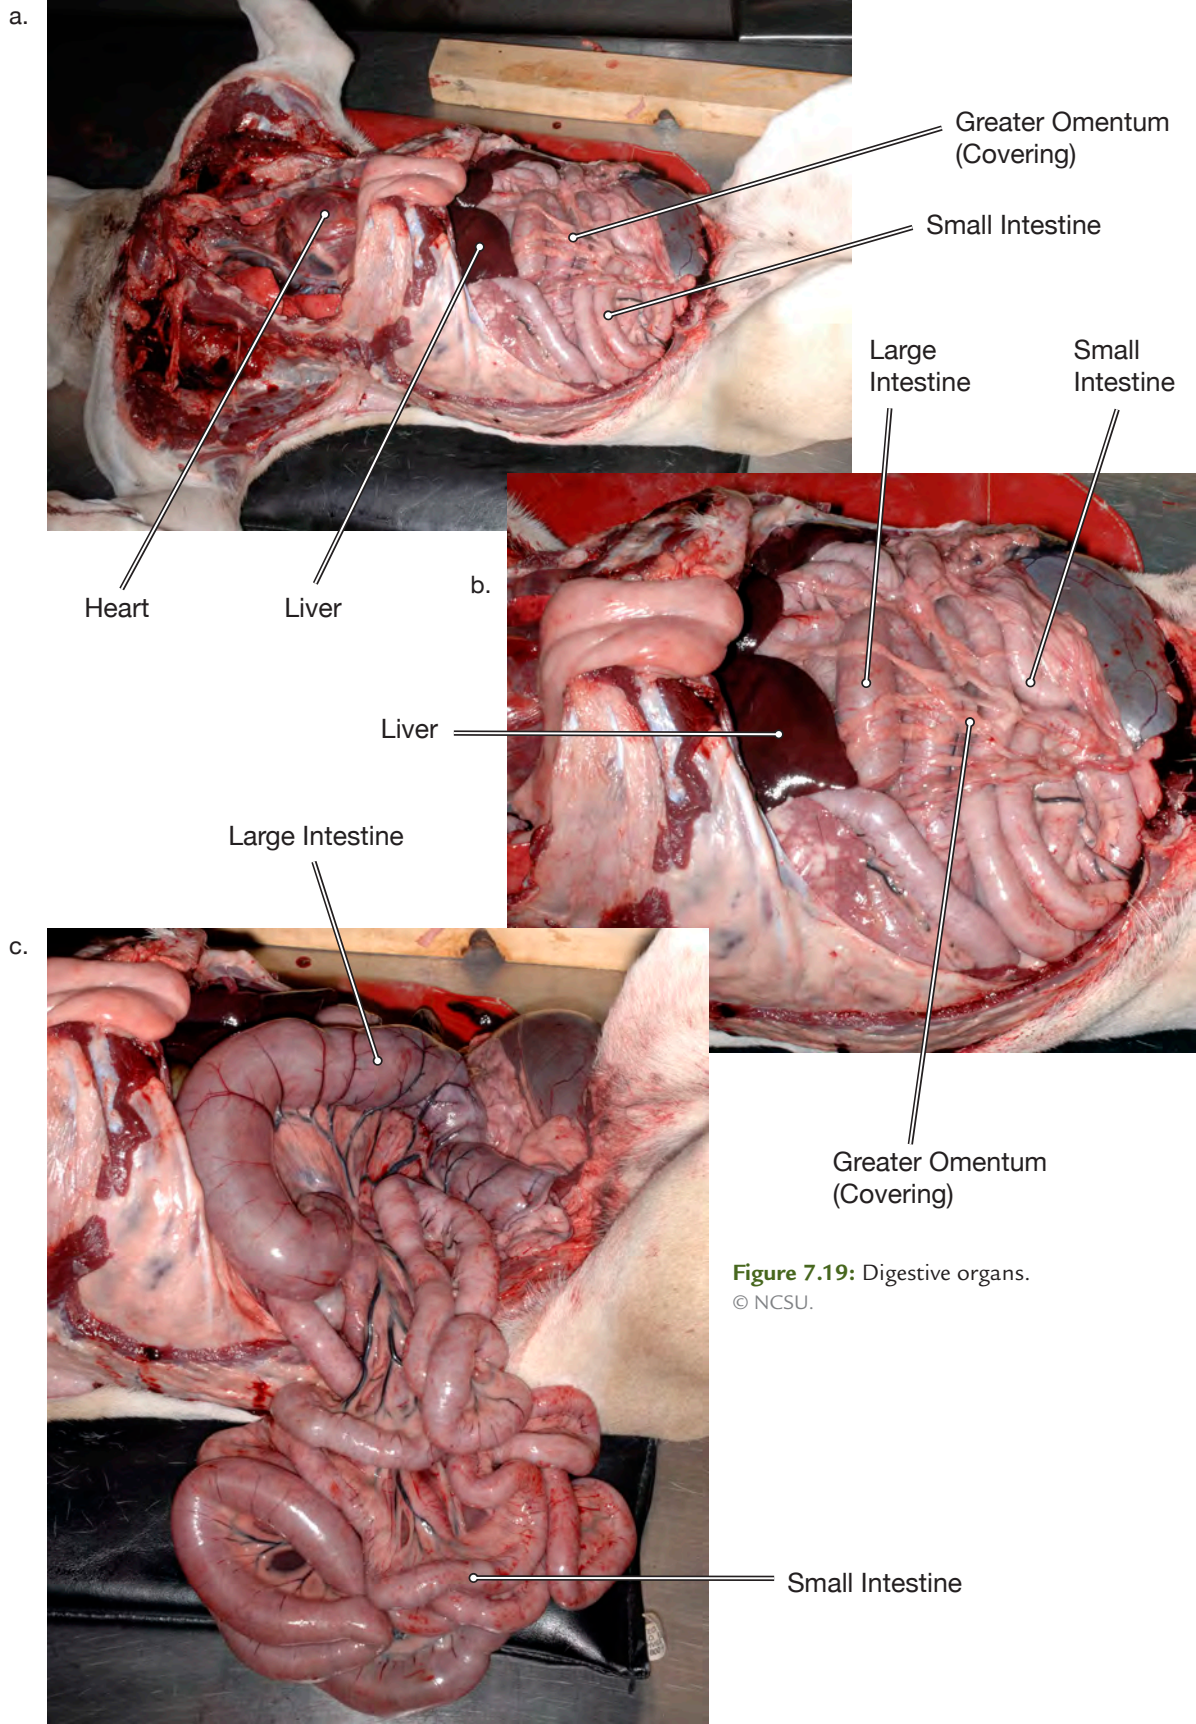 a.
Greater Omentum
(Covering)
Small Intestine
Heart
Liver
Large
Intestine
Small
Intestine
b.
Liver
Greater Omentum
(Covering)
Large Intestine
c.
Small Intestine
Figure 7.19: Digestive organs.
© NCSU.